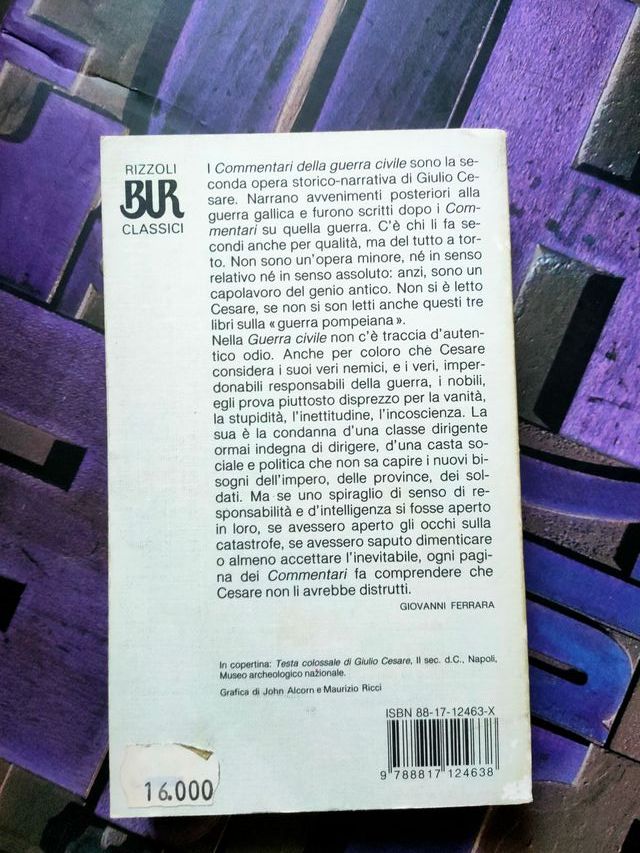 RIZZOLI
BUR
CLASSICI
I Commentari della guerra civile sono la se-
conda opera storico-narrativa di Giulio Ce-
sare. Narrano avvenimenti posteriori alla
guerra gallica e furono scritti dopo i Com-
mentari su quella guerra. C'è chi li fa se-
condi anche per qualità, ma del tutto a tor-
to. Non sono un'opera minore, né in senso
relativo né in senso assoluto: anzi, sono un
capolavoro del genio antico. Non si è letto
Cesare, se non si son letti anche questi tre
libri sulla «guerra pompeiana».
Nella Guerra civile non c'è traccia d'auten-
tico odio. Anche per coloro che Cesare
considera i suoi veri nemici, e i veri, imper-
donabili responsabili della guerra, i nobili,
egli prova piuttosto disprezzo per la vanità,
la stupidità, l'inettitudine, l'incoscienza. La
sua è la condanna d'una classe dirigente
ormai indegna di dirigere, d'una casta so-
ciale e politica che non sa capire i nuovi bi-
sogni dell'impero, delle province, dei sol-
dati. Ma se uno spiraglio di senso di re-
sponsabilità e d'intelligenza si fosse aperto
in loro, se avessero aperto gli occhi sulla
catastrofe, se avessero saputo dimenticare
o almeno accettare l'inevitabile, ogni pagi-
na dei Commentari fa comprendere che
Cesare non li avrebbe distrutti.
GIOVANNI FERRARA
In copertina: Testa colossale di Giulio Cesare, II sec. d.C., Napoli,
Museo archeologico nazionale.
Grafica di John Alcorn e Maurizio Ricci
ISBN 88-17-12463-X
9 788817 124638
16.000